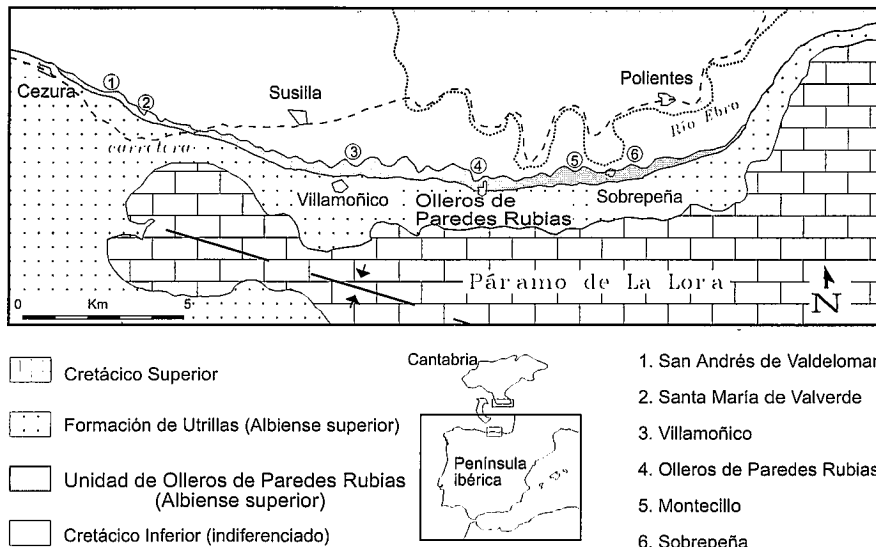 1
2
Cezura
Susilla
Polientes
Río Ebro
carretera
3
4
5
6
Villamoñico
Olleros de
Paredes Rubias
Sobrepeña
Páramo de La Lora
0 Km 5
N
Cretácico Superior
Formación de Utrillas (Albiense superior)
Unidad de Olleros de Paredes Rubias
(Albiense superior)
Cretácico Inferior (indiferenciado)
Cantabria
Península
ibérica
1. San Andrés de Valdelomar
2. Santa María de Valverde
3. Villamoñico
4. Olleros de Paredes Rubias
5. Montecillo
6. Sobrepeña